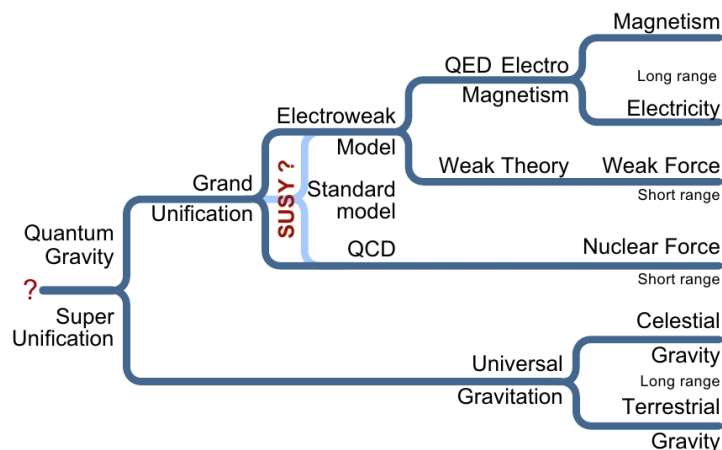 Magnetism
QED Electro
Long range
Magnetism
Electricity
Electroweak
Model
Weak Theory
Weak Force
Short range
SUSY ?
Grand
Unification
Standard
model
QCD
Nuclear Force
Short range
Quantum
Gravity
?
Super
Unification
Celestial
Gravity
Universal
Gravitation
Long range
Terrestrial
Gravity